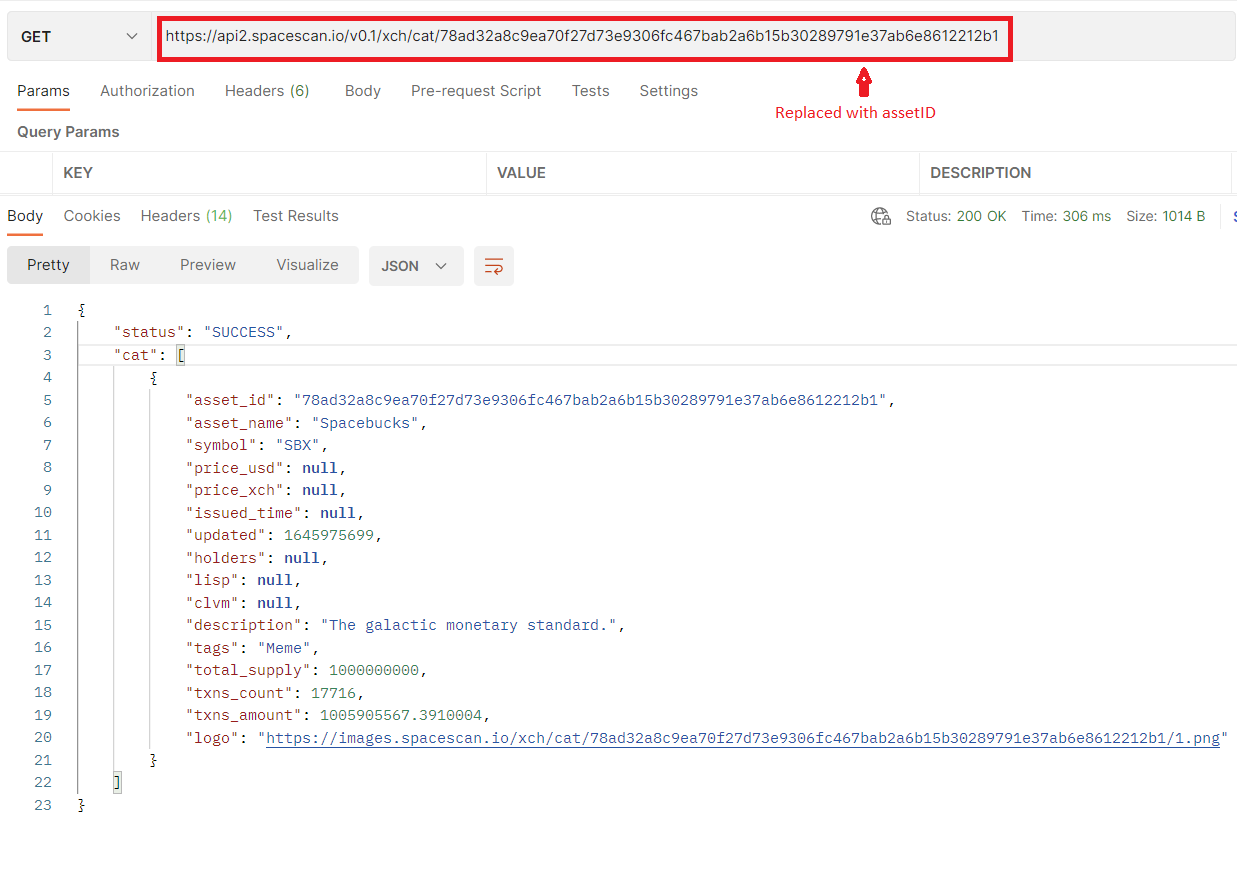 GET https://api2.spacescan.io/v0.1/xch/cat/78ad32a8c9ea70f27d73e9306fc467bab2a6b15b30289791e37ab6e8612212b1
Params Authorization Headers (6) Body Pre-request Script Tests Settings
Replaced with assetID
Query Params
KEY VALUE DESCRIPTION
Body Cookies Headers (14) Test Results Status: 200 OK Time: 306 ms Size: 1014 B
Pretty Raw Preview Visualize JSON
1 {
2 "status": "SUCCESS",
3 "cat": [
4 {
5 "asset_id": "78ad32a8c9ea70f27d73e9306fc467bab2a6b15b30289791e37ab6e8612212b1",
6 "asset_name": "Spacebucks",
7 "symbol": "SBX",
8 "price_usd": null,
9 "price_xch": null,
10 "issued_time": null,
11 "updated": 1645975699,
12 "holders": null,
13 "lisp": null,
14 "clvm": null,
15 "description": "The galactic monetary standard.",
16 "tags": "Meme",
17 "total_supply": 1000000000,
18 "txns_count": 17716,
19 "txns_amount": 1005905567.3910004,
20 "logo": "https://images.spacescan.io/xch/cat/78ad32a8c9ea70f27d73e9306fc467bab2a6b15b30289791e37ab6e8612212b1/1.png"
21 }
22 ]
23 }